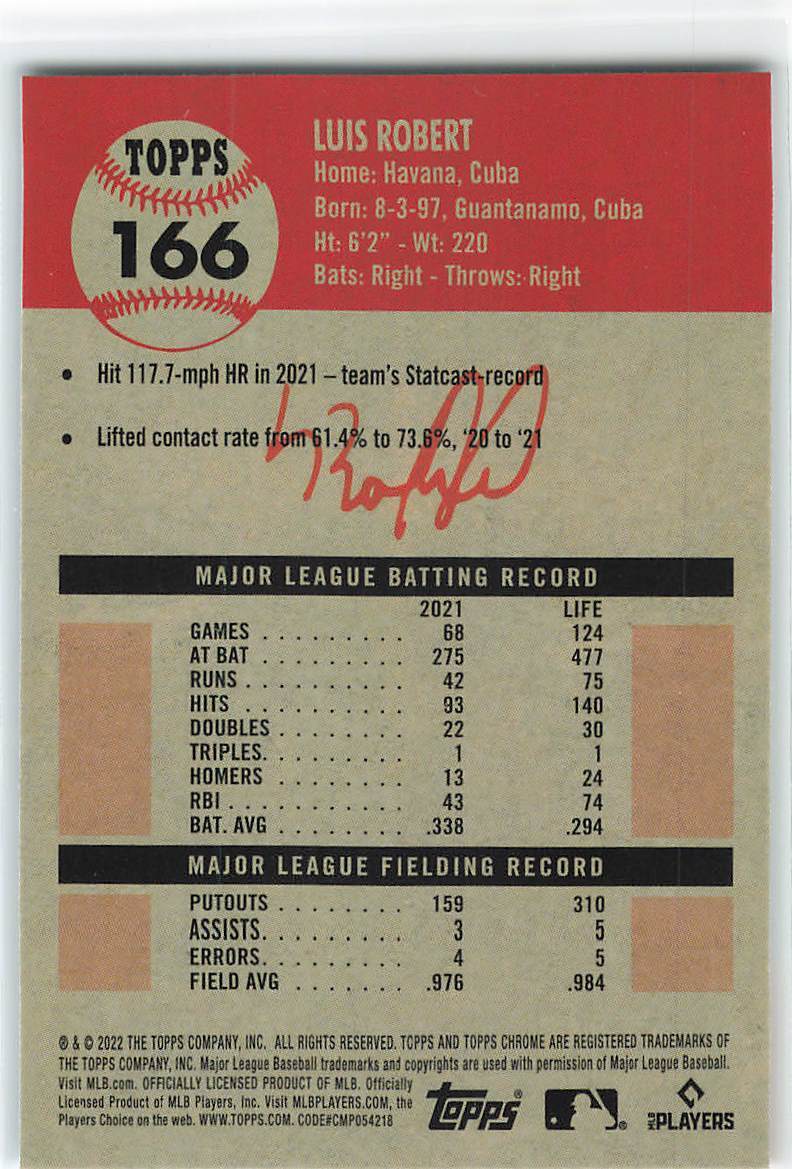 TOPPS
166
LUIS ROBERT
Home: Havana, Cuba
Born: 8-3-97, Guantanamo, Cuba
Ht: 6'2" - Wt: 220
Bats: Right - Throws: Right
• Hit 117.7-mph HR in 2021 – team's Statcast-record
• Lifted contact rate from 61.4% to 73.6%, '20 to '21
MAJOR LEAGUE BATTING RECORD
2021 LIFE
GAMES . . . . . . . . . 68 124
AT BAT . . . . . . . . . 275 477
RUNS . . . . . . . . . . 42 75
HITS . . . . . . . . . . 93 140
DOUBLES . . . . . . . . 22 30
TRIPLES. . . . . . . . . 1 1
HOMERS . . . . . . . . 13 24
RBI . . . . . . . . . . . 43 74
BAT. AVG . . . . . . . . .338 .294
MAJOR LEAGUE FIELDING RECORD
PUTOUTS . . . . . . . . 159 310
ASSISTS. . . . . . . . . 3 5
ERRORS. . . . . . . . . 4 5
FIELD AVG . . . . . . . .976 .984
® & © 2022 THE TOPPS COMPANY, INC. ALL RIGHTS RESERVED. TOPPS AND TOPPS CHROME ARE REGISTERED TRADEMARKS OF
THE TOPPS COMPANY, INC. Major League Baseball trademarks and copyrights are used with permission of Major League Baseball.
Visit MLB.com. OFFICIALLY LICENSED PRODUCT OF MLB. Officially
Licensed Product of MLB Players, Inc. Visit MLBPLAYERS.COM, the
Players Choice on the web. WWW.TOPPS.COM. CODE#CMP054218
Topps®
MLB PLAYERS